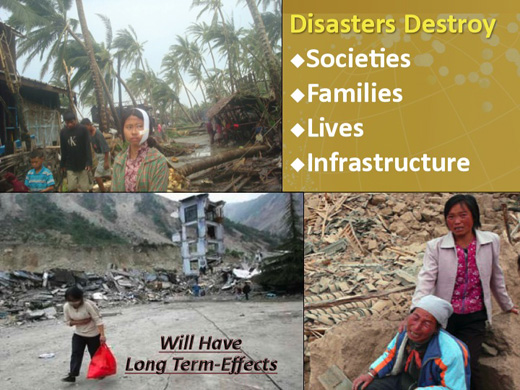 Disasters Destroy
◆Societies
◆Families
◆Lives
◆Infrastructure
Will Have
Long Term-Effects